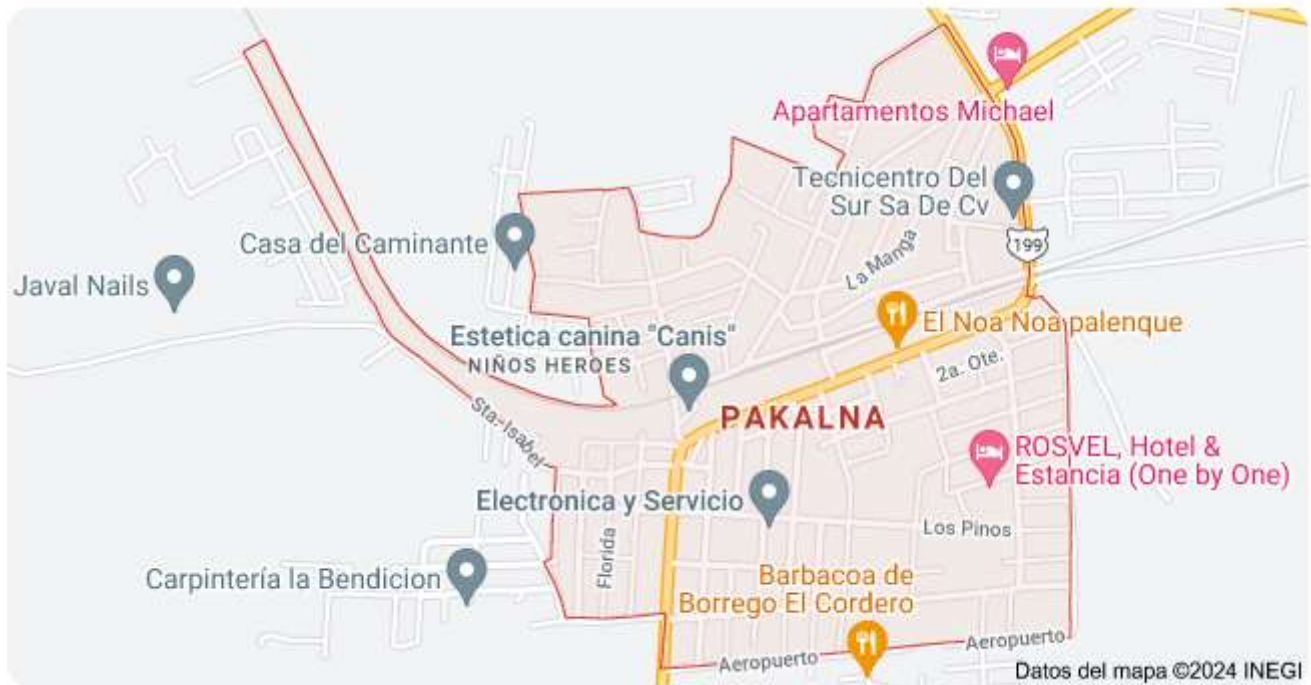 Apartamentos Michael
Tecnicentro Del
Sur Sa De Cv
Casa del Caminante
La Manga
199
Javal Nails
El Noa Noa palenque
Estetica canina "Canis"
NIÑOS HEROES
2a. Ote.
Sta. Isabel
PAKALNA
ROSVEL, Hotel &
Estancia (One by One)
Electronica y Servicio
Los Pinos
Florida
Carpintería la Bendicion
Barbacoa de
Borrego El Cordero
Aeropuerto
Aeropuerto
Datos del mapa ©2024 INEGI